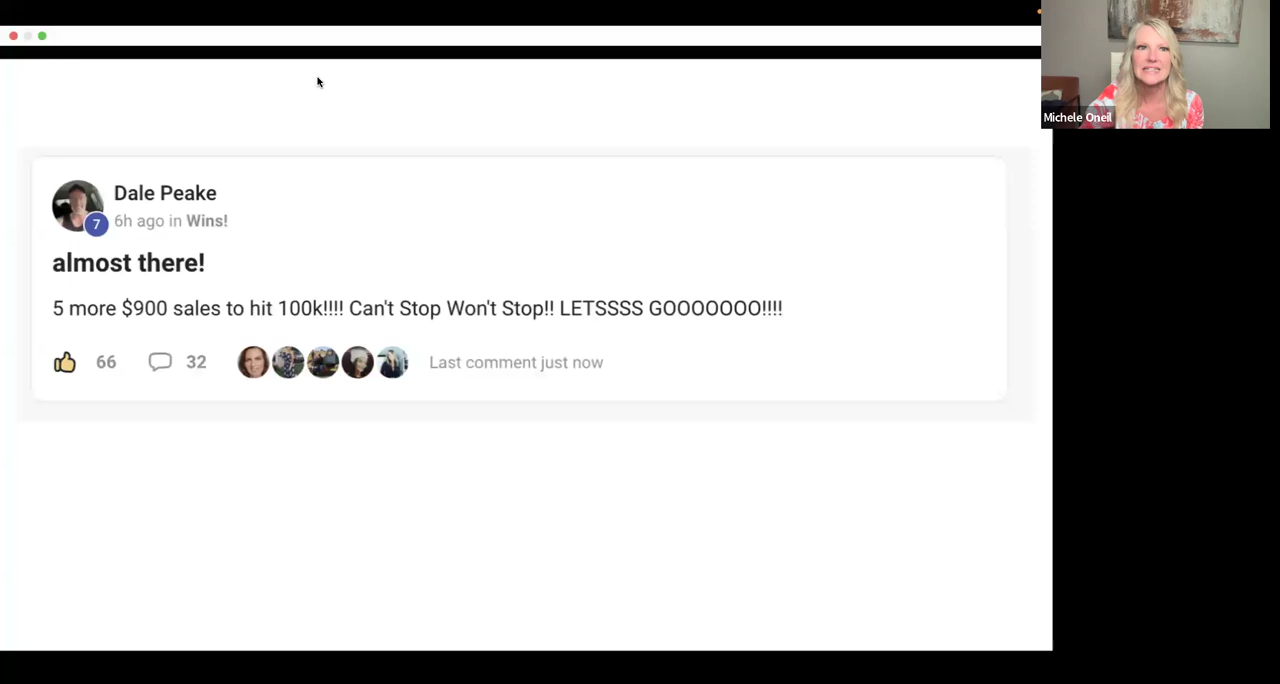 Michele Oneil
Dale Peake
7
6h ago in Wins!
almost there!
5 more $900 sales to hit 100k!!!! Can't Stop Won't Stop!! LETSSSS GOOOOOOO!!!!
66
32
Last comment just now